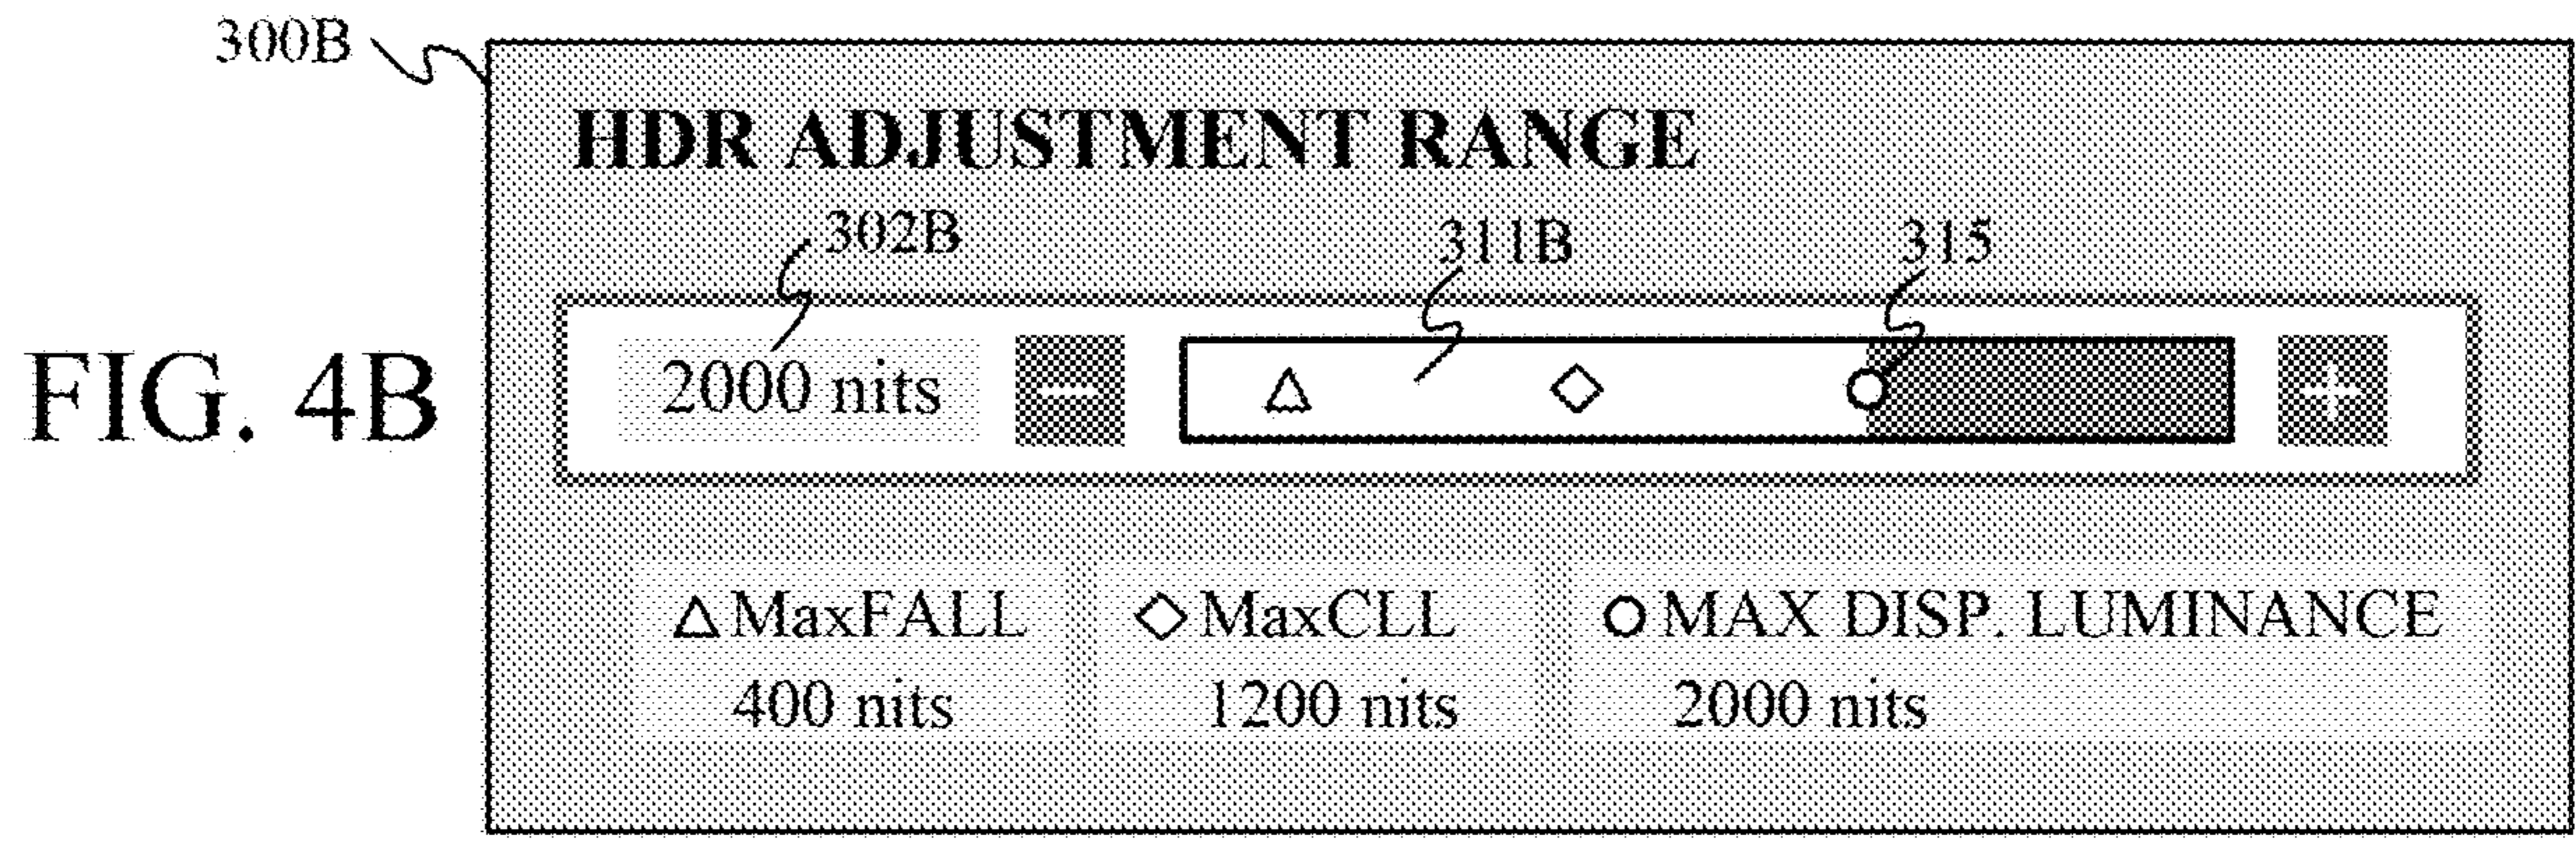 300B
HDR ADJUSTMENT RANGE
302B 311B 315
FIG. 4B
2000 nits − +
MaxFALL MaxCLL MAX DISP. LUMINANCE
400 nits 1200 nits 2000 nits